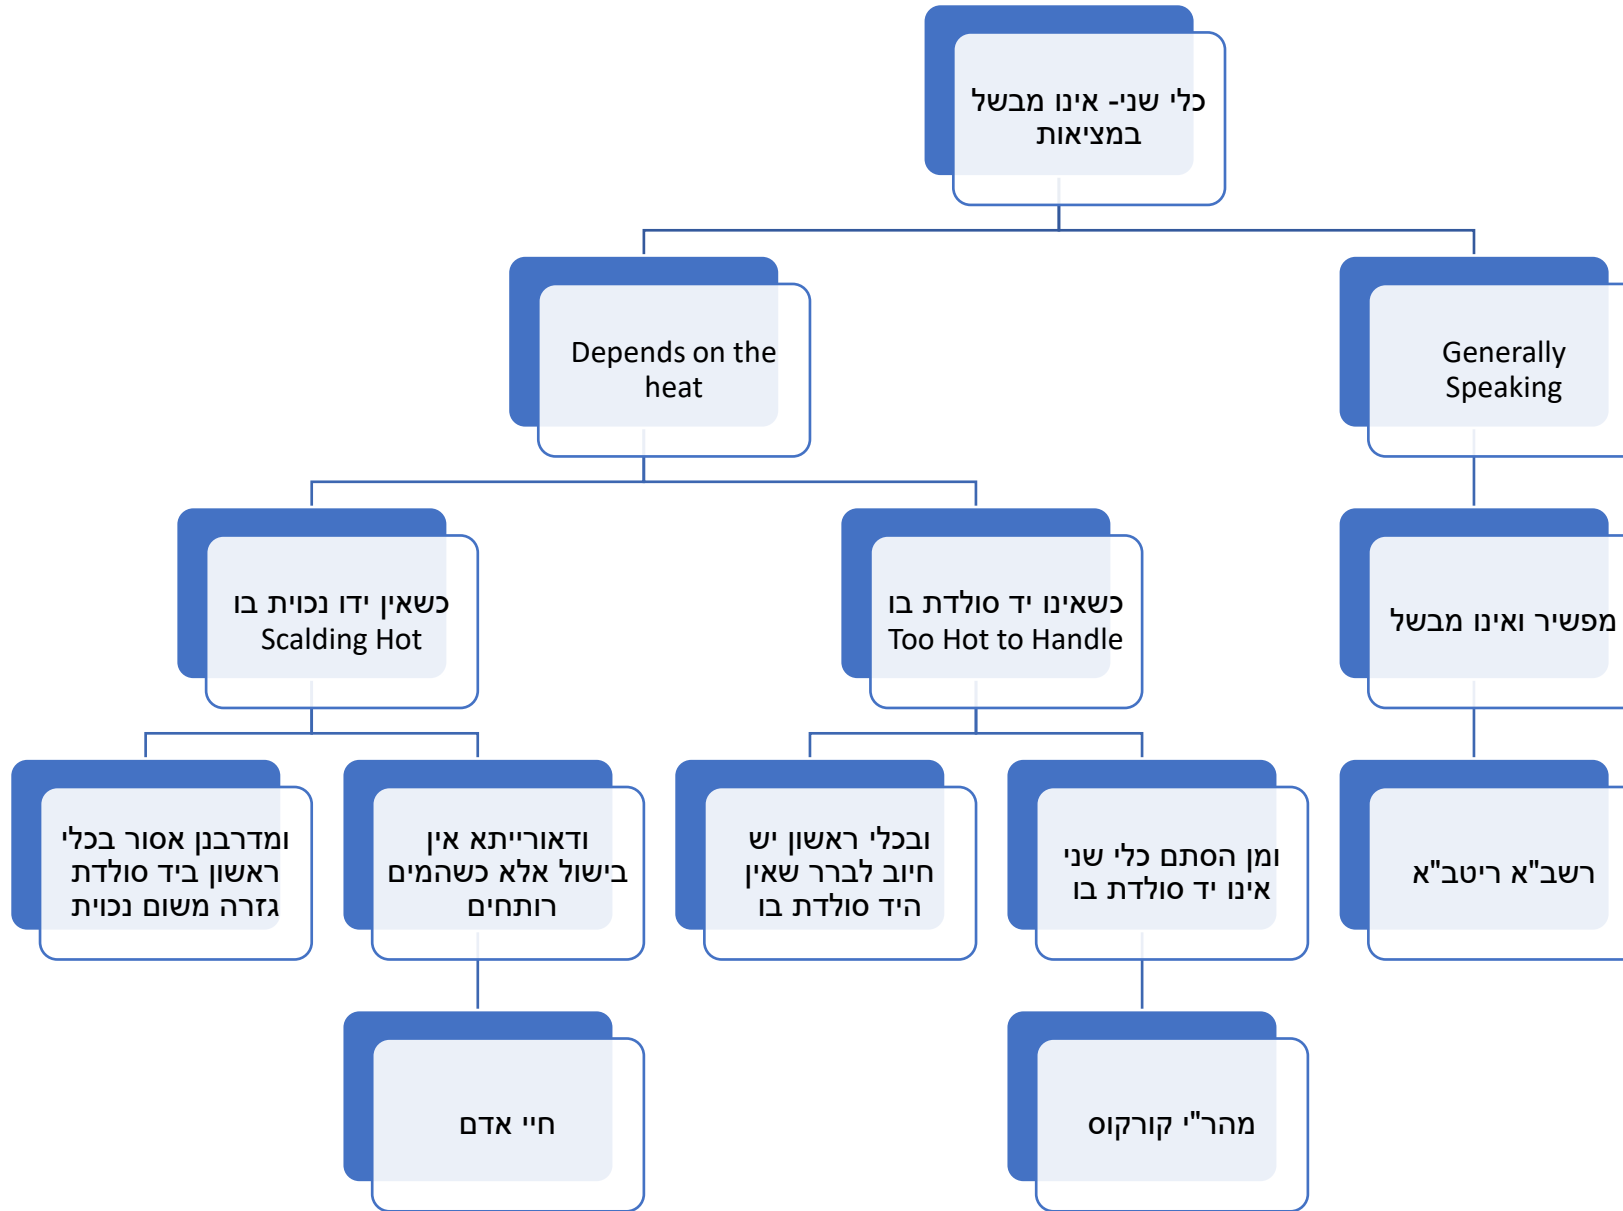 כלי שני- אינו מבשל
במציאות
Depends on the
heat
Generally
Speaking
כשאין ידו נכוית בו
Scalding Hot
כשאינו יד סולדת בו
Too Hot to Handle
מפשיר ואינו מבשל
ומדרבנן אסור בכלי
ראשון ביד סולדת
גזרה משום נכוית
ודאורייתא אין
בישול אלא כשהמים
רותחים
ובכלי ראשון יש
חיוב לברר שאין
היד סולדת בו
ומן הסתם כלי שני
אינו יד סולדת בו
רשב"א ריטב"א
חיי אדם
מהר"י קורקוס